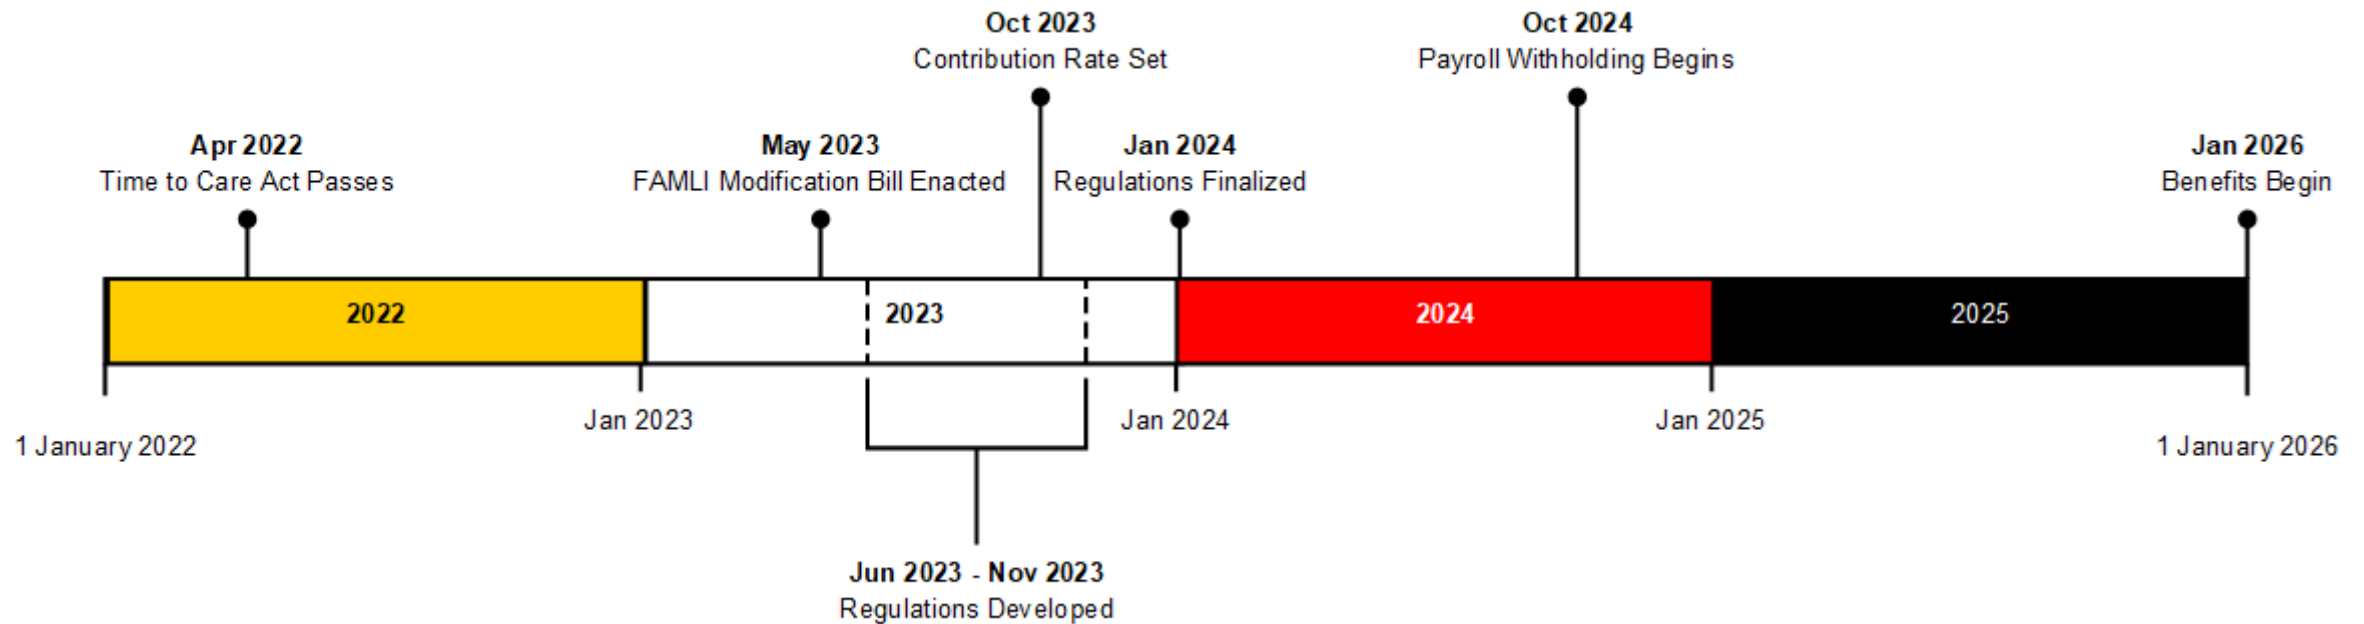 Oct 2023
Contribution Rate Set
Oct 2024
Payroll Withholding Begins
Apr 2022
Time to Care Act Passes
May 2023
FAMLI Modification Bill Enacted
Jan 2024
Regulations Finalized
Jan 2026
Benefits Begin
2022
2023
2024
2025
1 January 2022
Jan 2023
Jan 2024
Jan 2025
1 January 2026
Jun 2023 - Nov 2023
Regulations Developed